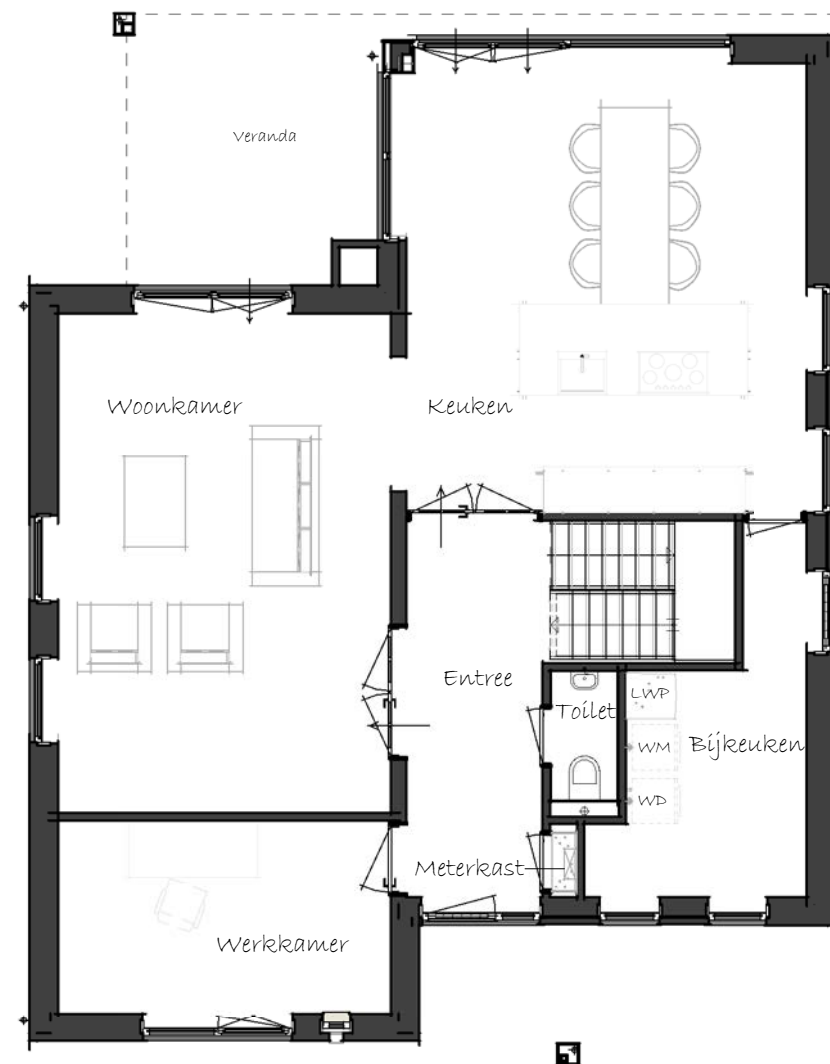 Veranda
Woonkamer
Keuken
Entree
Toilet
LWP
WM
Bijkeuken
WD
Meterkast
Werkkamer